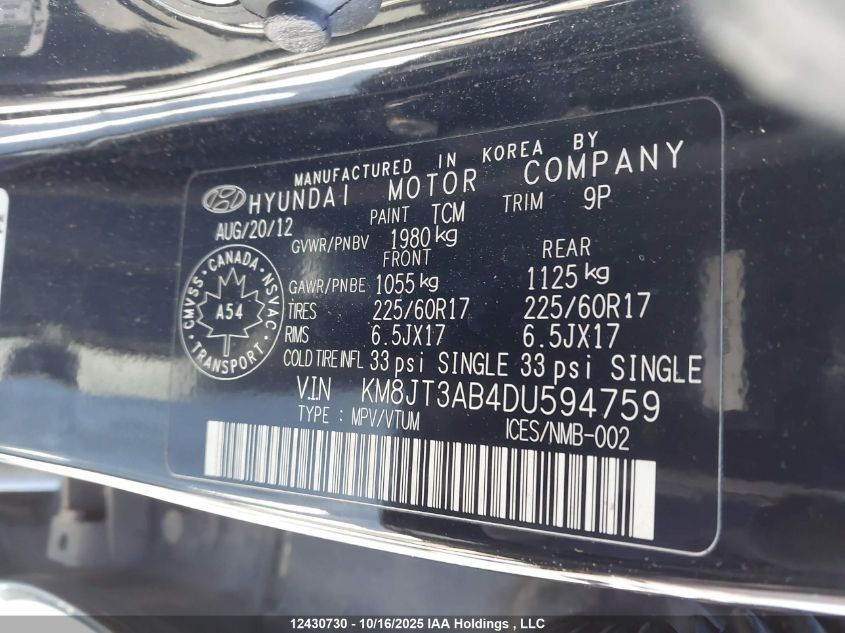 MANUFACTURED IN KOREA BY
HYUNDAI MOTOR COMPANY
AUG/20/12 PAINT TCM TRIM 9P
GVWR/PNBV 1980 kg
FRONT REAR
GAWR/PNBE 1055 kg 1125 kg
TIRES 225/60R17 225/60R17
RIMS 6.5JX17 6.5JX17
COLD TIRE INFL 33 psi SINGLE 33 psi SINGLE
VIN KM8JT3AB4DU594759
TYPE : MPV/VTUM ICES/NMB-002
CMVSS · CANADA · NSVAC
A54
TRANSPORT
12430730 - 10/16/2025 IAA Holdings , LLC